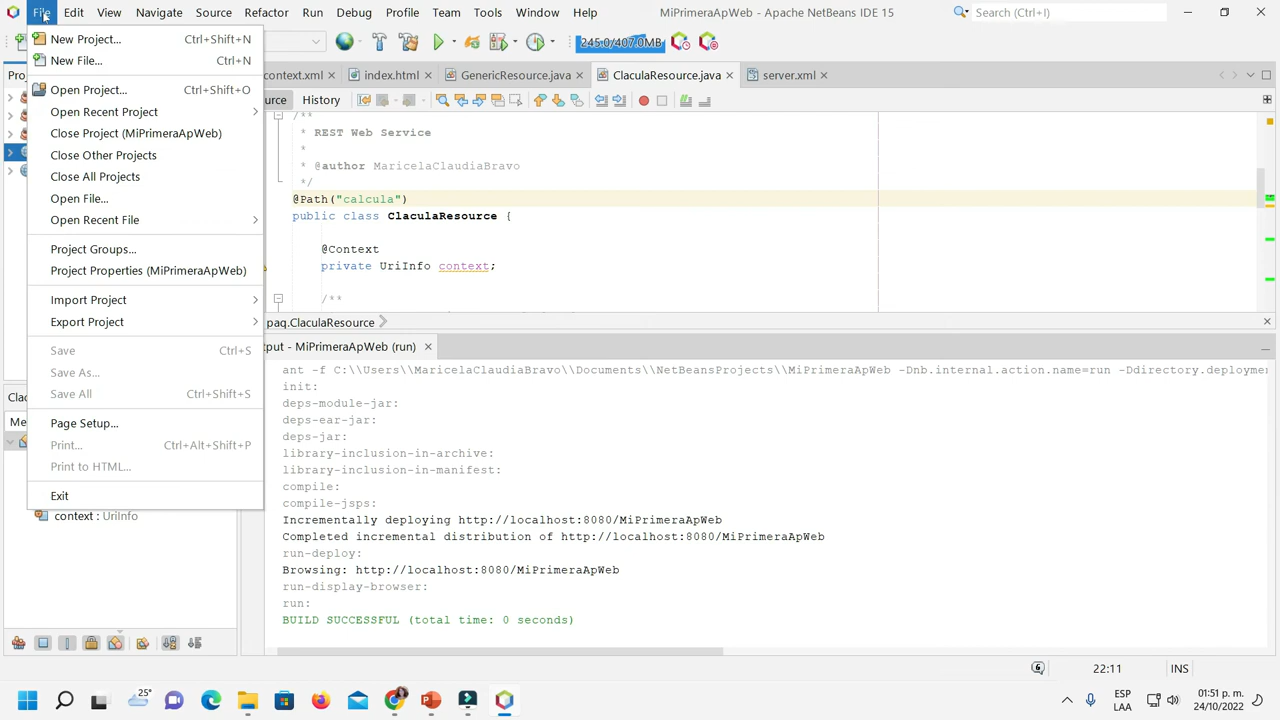 File Edit View Navigate Source Refactor Run Debug Profile Team Tools Window Help MiPrimeraApWeb - Apache NetBeans IDE 15 Search (Ctrl+I)
New Project... Ctrl+Shift+N
New File... Ctrl+N
Open Project... Ctrl+Shift+O
Open Recent Project
Close Project (MiPrimeraApWeb)
Close Other Projects
Close All Projects
Open File...
Open Recent File
Project Groups...
Project Properties (MiPrimeraApWeb)
Import Project
Export Project
Save Ctrl+S
Save As...
Save All Ctrl+Shift+S
Page Setup...
Print... Ctrl+Alt+Shift+P
Print to HTML...
Exit
245.0/407.0MB
context.xml index.html GenericResource.java ClaculaResource.java server.xml
urce History
/**
* REST Web Service
*
* @author MaricelaClaudiaBravo
*/
@Path("calcula")
public class ClaculaResource {
@Context
private UriInfo context;
/**
paq.ClaculaResource
put - MiPrimeraApWeb (run)
ant -f C:\\Users\\MaricelaClaudiaBravo\\Documents\\NetBeansProjects\\MiPrimeraApWeb -Dnb.internal.action.name=run -Ddirectory.deployme
init:
deps-module-jar:
deps-ear-jar:
deps-jar:
library-inclusion-in-archive:
library-inclusion-in-manifest:
compile:
compile-jsps:
Incrementally deploying http://localhost:8080/MiPrimeraApWeb
Completed incremental distribution of http://localhost:8080/MiPrimeraApWeb
run-deploy:
Browsing: http://localhost:8080/MiPrimeraApWeb
run-display-browser:
run:
BUILD SUCCESSFUL (total time: 0 seconds)
Proj
Clac
Me
context : UriInfo
22:11 INS
25°
ESP
LAA
01:51 p. m.
24/10/2022